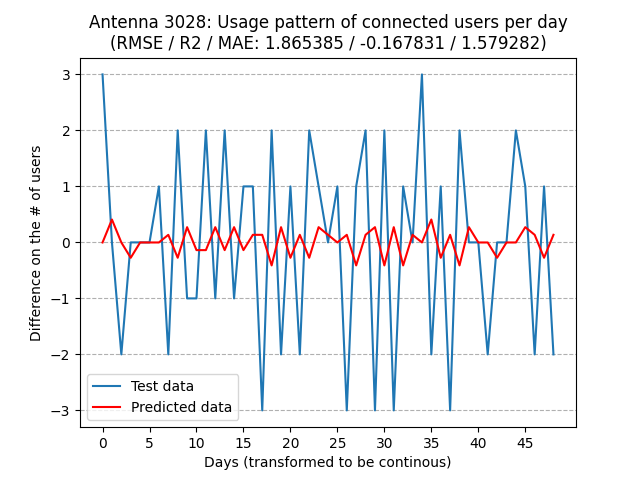 Antenna 3028: Usage pattern of connected users per day
(RMSE / R2 / MAE: 1.865385 / -0.167831 / 1.579282)
Difference on the # of users
3
2
1
0
−1
−2
−3
Test data
Predicted data
0 5 10 15 20 25 30 35 40 45
Days (transformed to be continous)